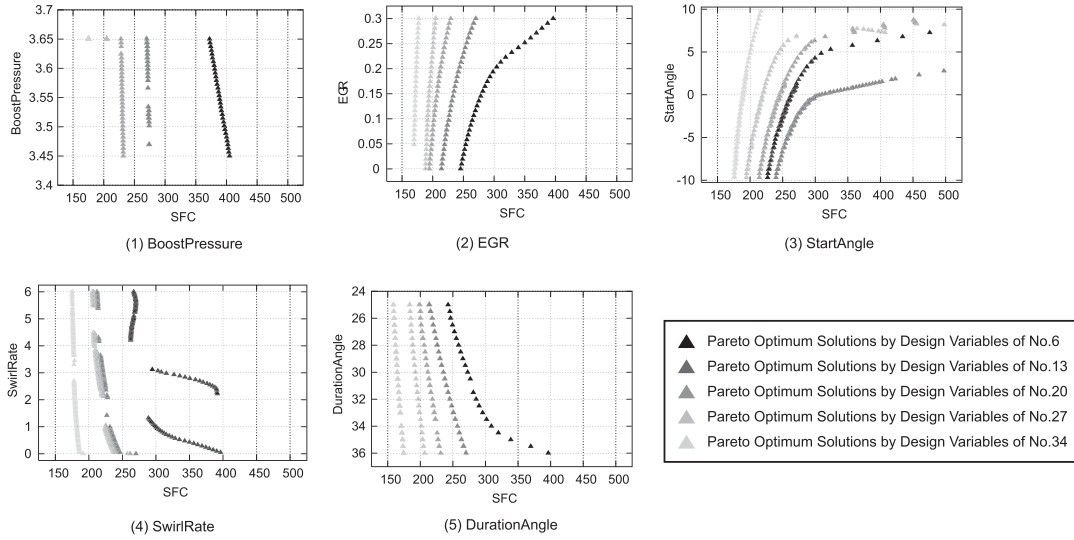 3.7
3.65
3.6
3.55
3.5
3.45
3.4
BoostPressure
150 200 250 300 350 400 450 500
SFC
(1) BoostPressure
0.3
0.25
0.2
0.15
0.1
0.05
0
EGR
150 200 250 300 350 400 450 500
SFC
(2) EGR
10
5
0
-5
-10
StartAngle
150 200 250 300 350 400 450 500
SFC
(3) StartAngle
6
5
4
3
2
1
0
SwirlRate
150 200 250 300 350 400 450 500
SFC
(4) SwirlRate
24
26
28
30
32
34
36
DurationAngle
150 200 250 300 350 400 450 500
SFC
(5) DurationAngle
Pareto Optimum Solutions by Design Variables of No.6
Pareto Optimum Solutions by Design Variables of No.13
Pareto Optimum Solutions by Design Variables of No.20
Pareto Optimum Solutions by Design Variables of No.27
Pareto Optimum Solutions by Design Variables of No.34